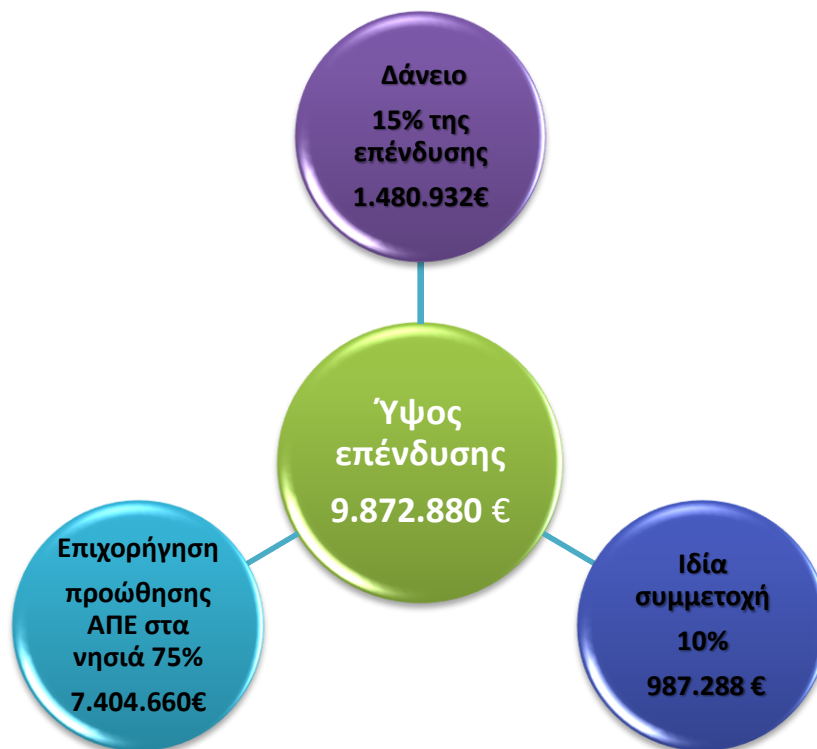 Δάνειο
15% της
επένδυσης
1.480.932€
Ύψος
επένδυσης
9.872.880 €
Επιχορήγηση
προώθησης
ΑΠΕ στα
νησιά 75%
7.404.660€
Ιδία
συμμετοχή
10%
987.288 €